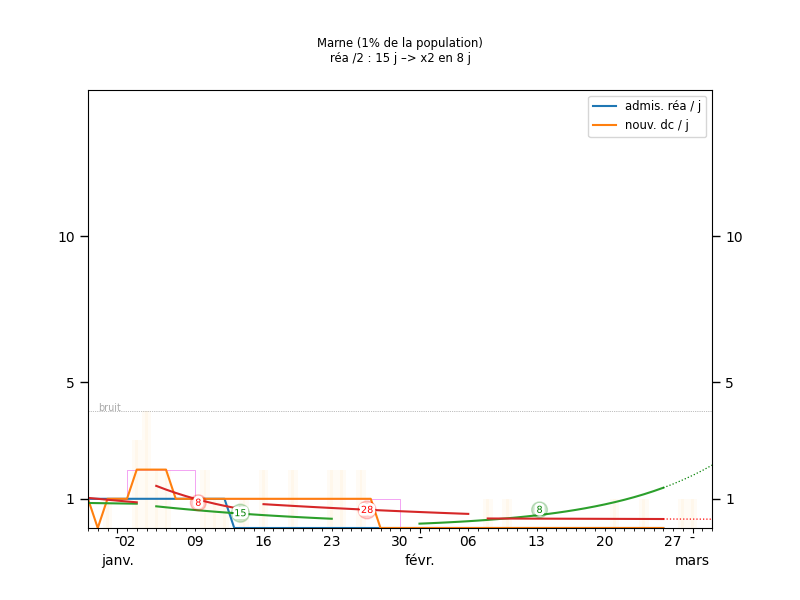 Marne (1% de la population)
réa /2 : 15 j –> x2 en 8 j
admis. réa / j
nouv. dc / j
10
10
5
5
bruit
1
1
8
15
28
8
02
09
16
23
30
06
13
20
27
janv.
févr.
mars